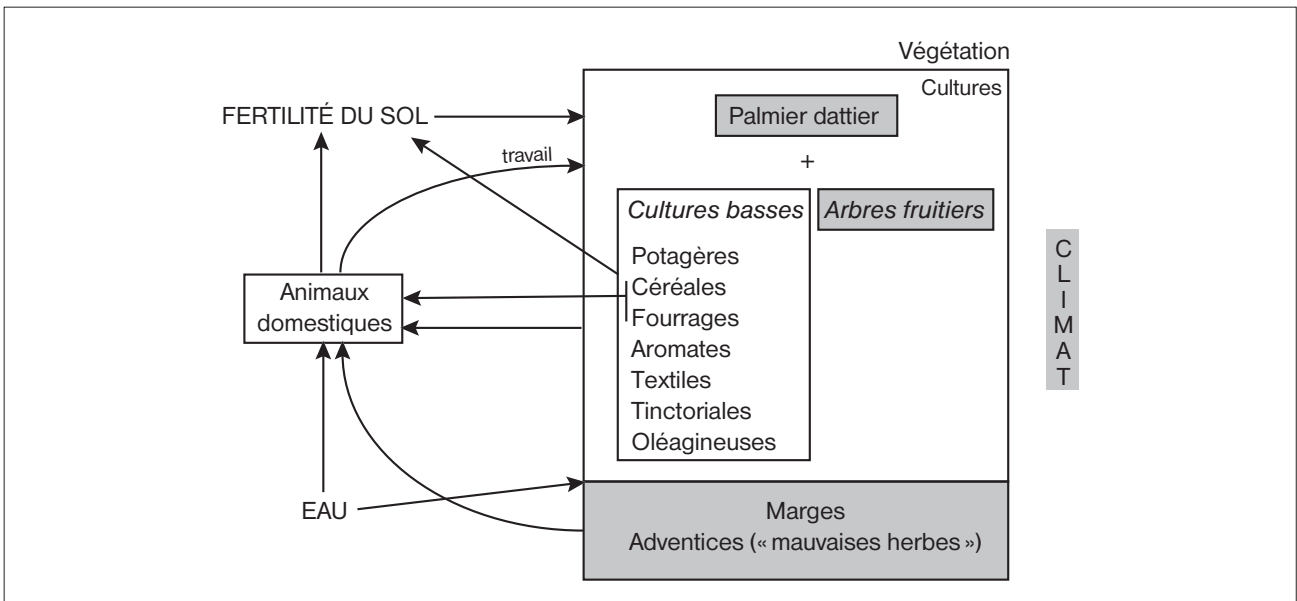 Végétation
Cultures
FERTILITÉ DU SOL
Palmier dattier
travail
+
Cultures basses
Arbres fruitiers
Potagères
Céréales
Fourrages
Aromates
Textiles
Tinctoriales
Oléagineuses
Animaux
domestiques
C
L
I
M
A
T
EAU
Marges
Adventices (« mauvaises herbes »)